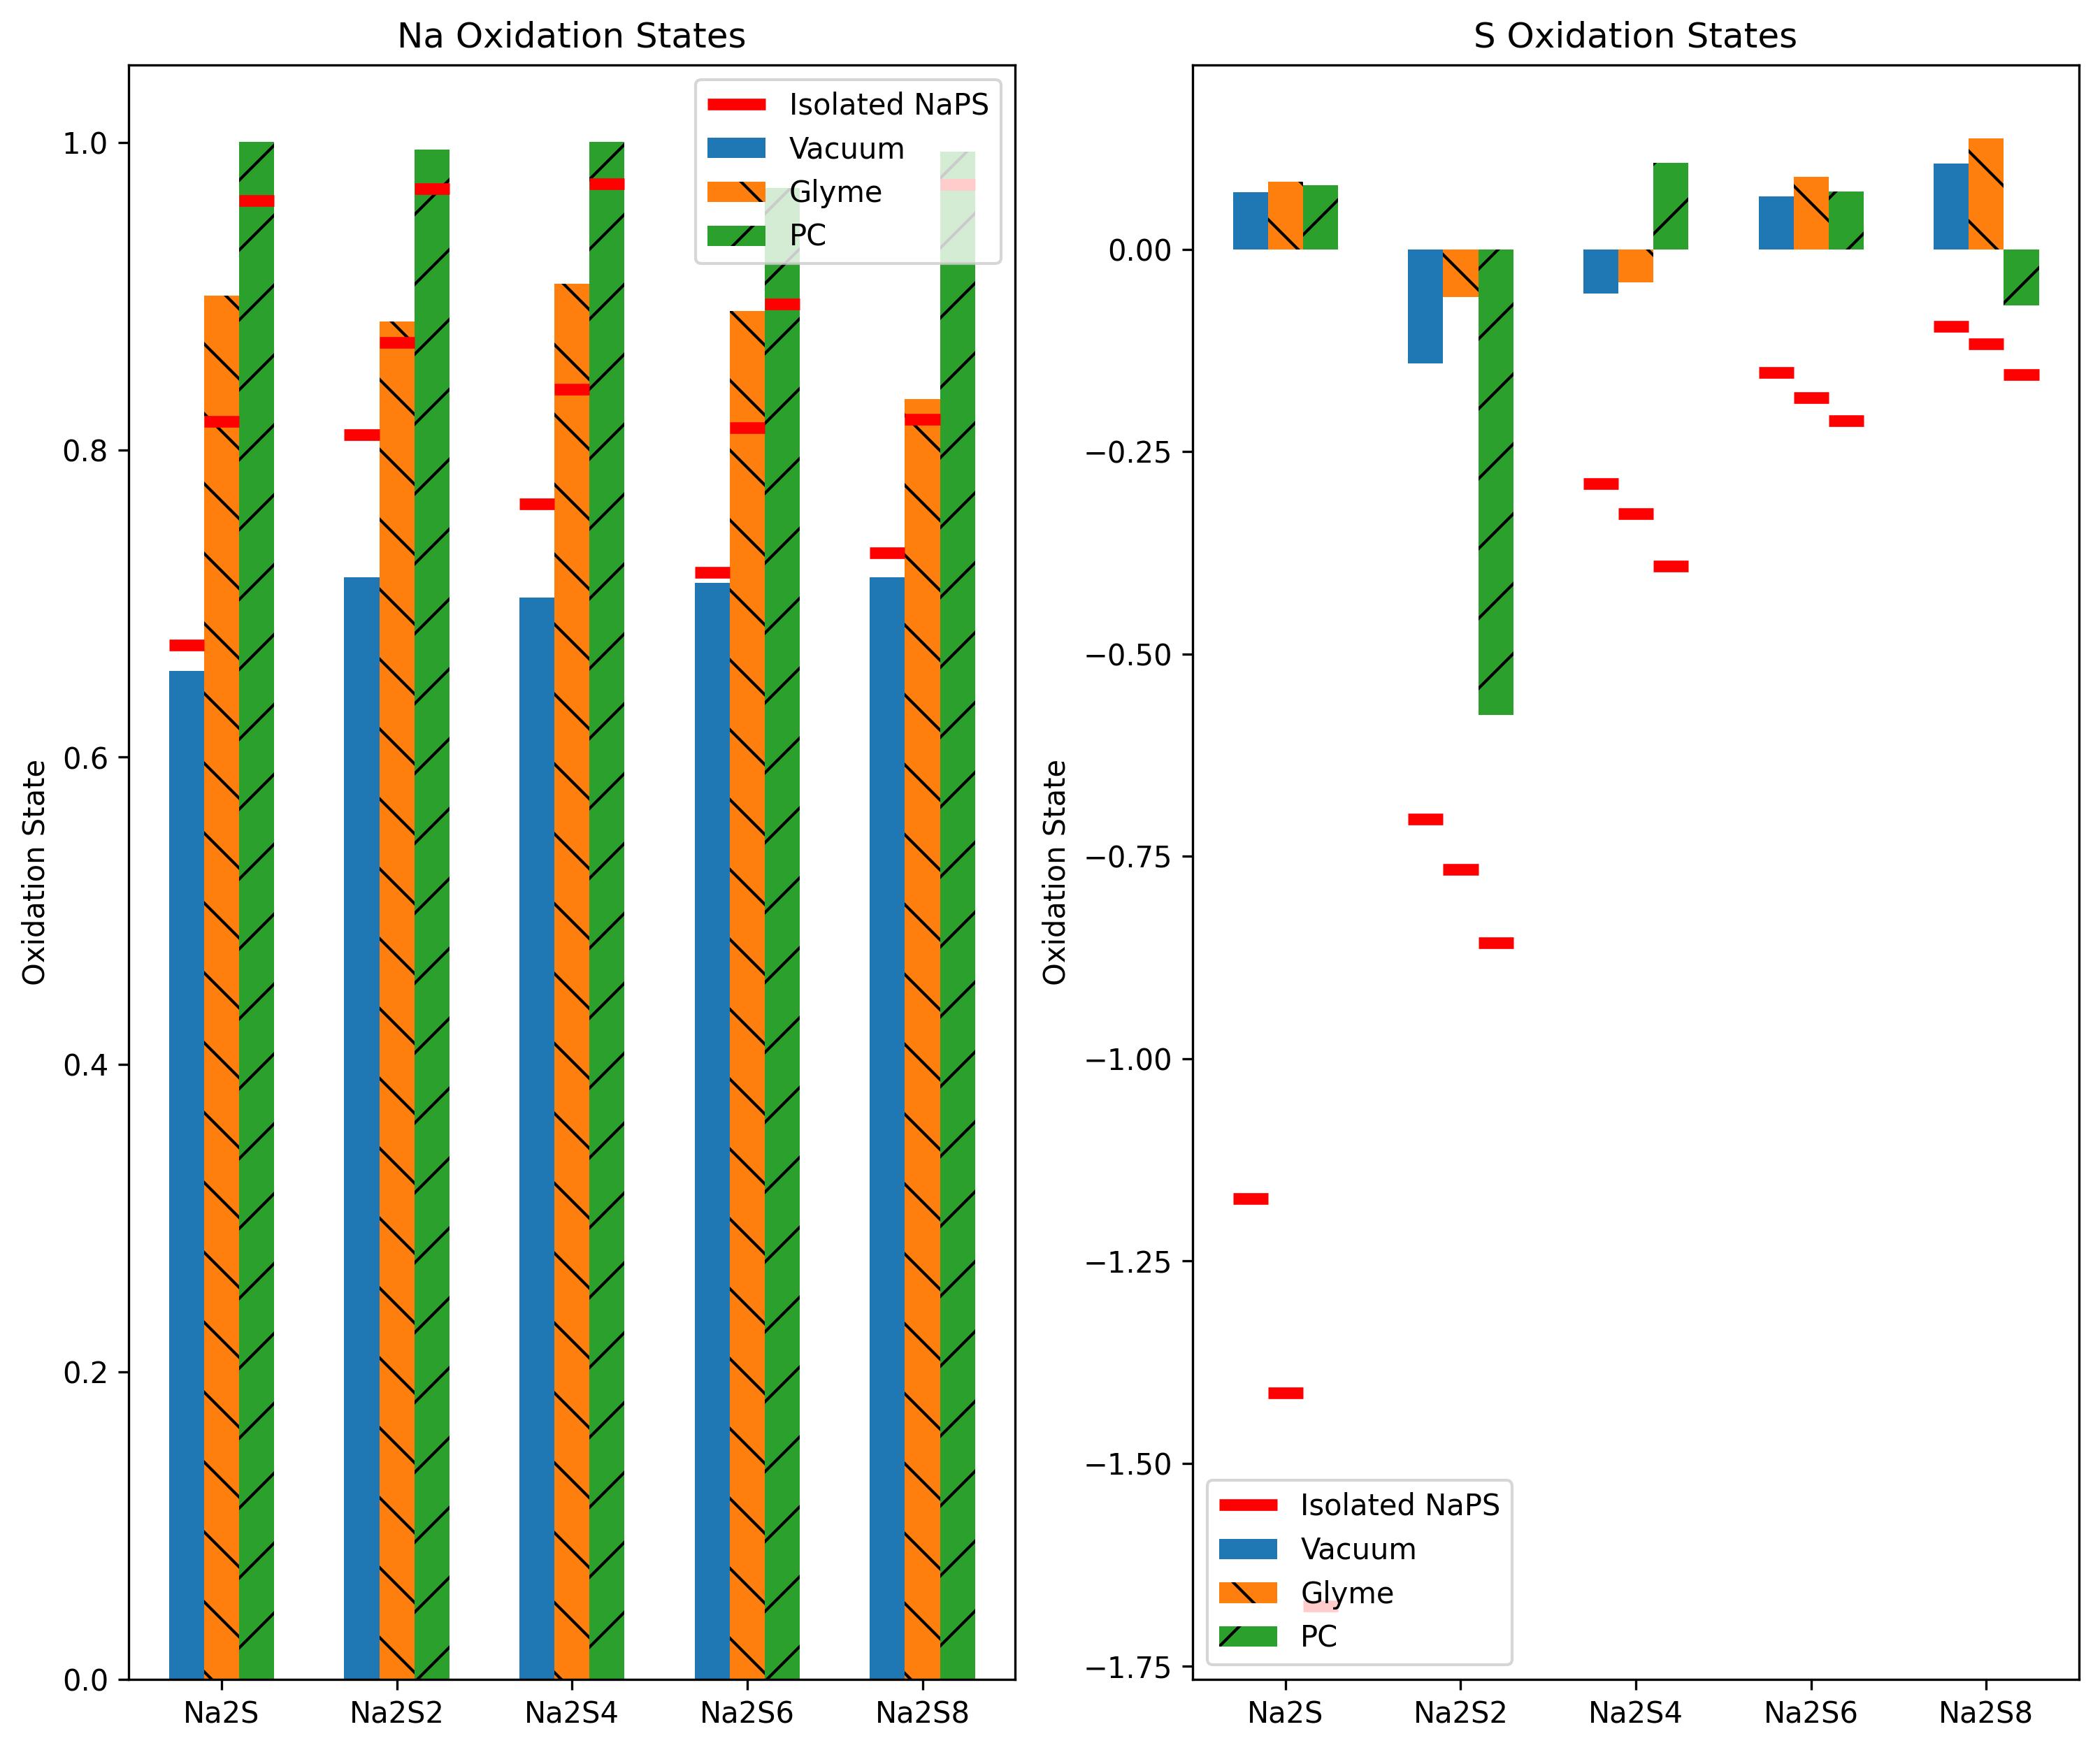 Na Oxidation States
Oxidation State
1.0
0.8
0.6
0.4
0.2
0.0
Isolated NaPS
Vacuum
Glyme
PC
Na2S Na2S2 Na2S4 Na2S6 Na2S8
S Oxidation States
Oxidation State
0.00
−0.25
−0.50
−0.75
−1.00
−1.25
−1.50
−1.75
Isolated NaPS
Vacuum
Glyme
PC
Na2S Na2S2 Na2S4 Na2S6 Na2S8